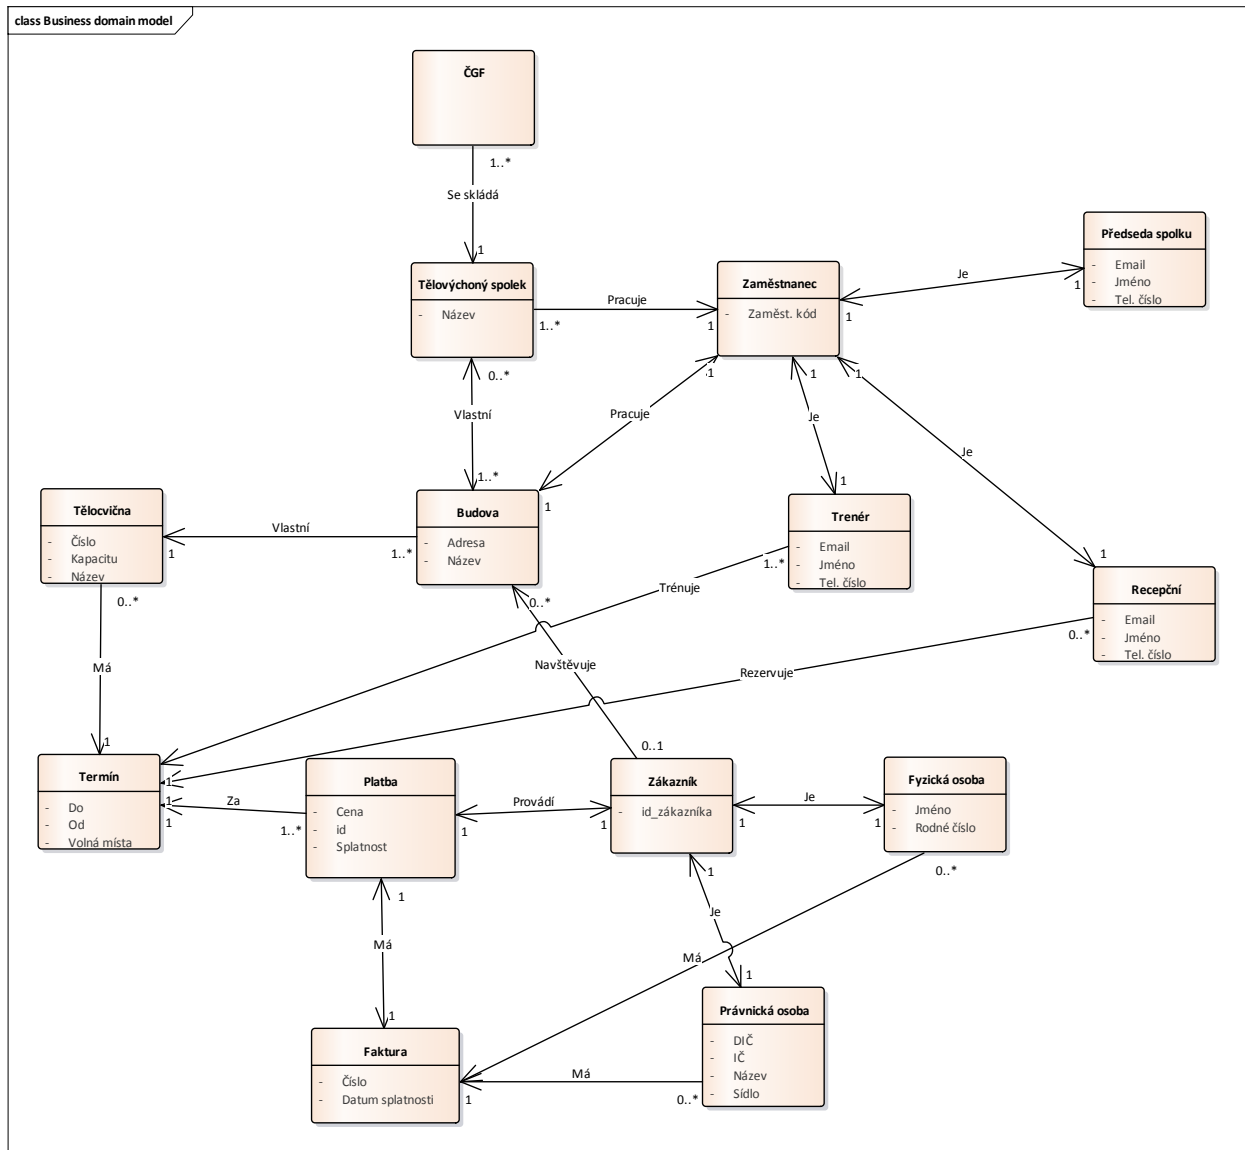 class Business domain model
ČGF
1..*
Se skládá
1
Předseda spolku
- Email
- Jméno
- Tel. číslo
Tělovýchoný spolek
- Název
Pracuje
1..*
1
Zaměstnanec
- Zaměst. kód
Je
1
1
0..*
Vlastní
1..*
1
Pracuje
1
1
Je
1
1
Je
1
Tělocvična
- Číslo
- Kapacitu
- Název
Vlastní
1
1..*
Budova
- Adresa
- Název
Trenér
- Email
- Jméno
- Tel. číslo
1..*
Trénuje
Recepční
- Email
- Jméno
- Tel. číslo
0..*
Rezervuje
0..*
Má
1
0..*
Navštěvuje
0..1
Termín
- Do
- Od
- Volná místa
1
1
1
Za
1..*
Platba
- Cena
- id
- Splatnost
Provádí
1
1
Zákazník
- id_zákazníka
Je
1
1
Fyzická osoba
- Jméno
- Rodné číslo
0..*
1
Má
1
1
Je
1
Má
Faktura
- Číslo
- Datum splatnosti
Má
1
0..*
Právnická osoba
- DIČ
- IČ
- Název
- Sídlo